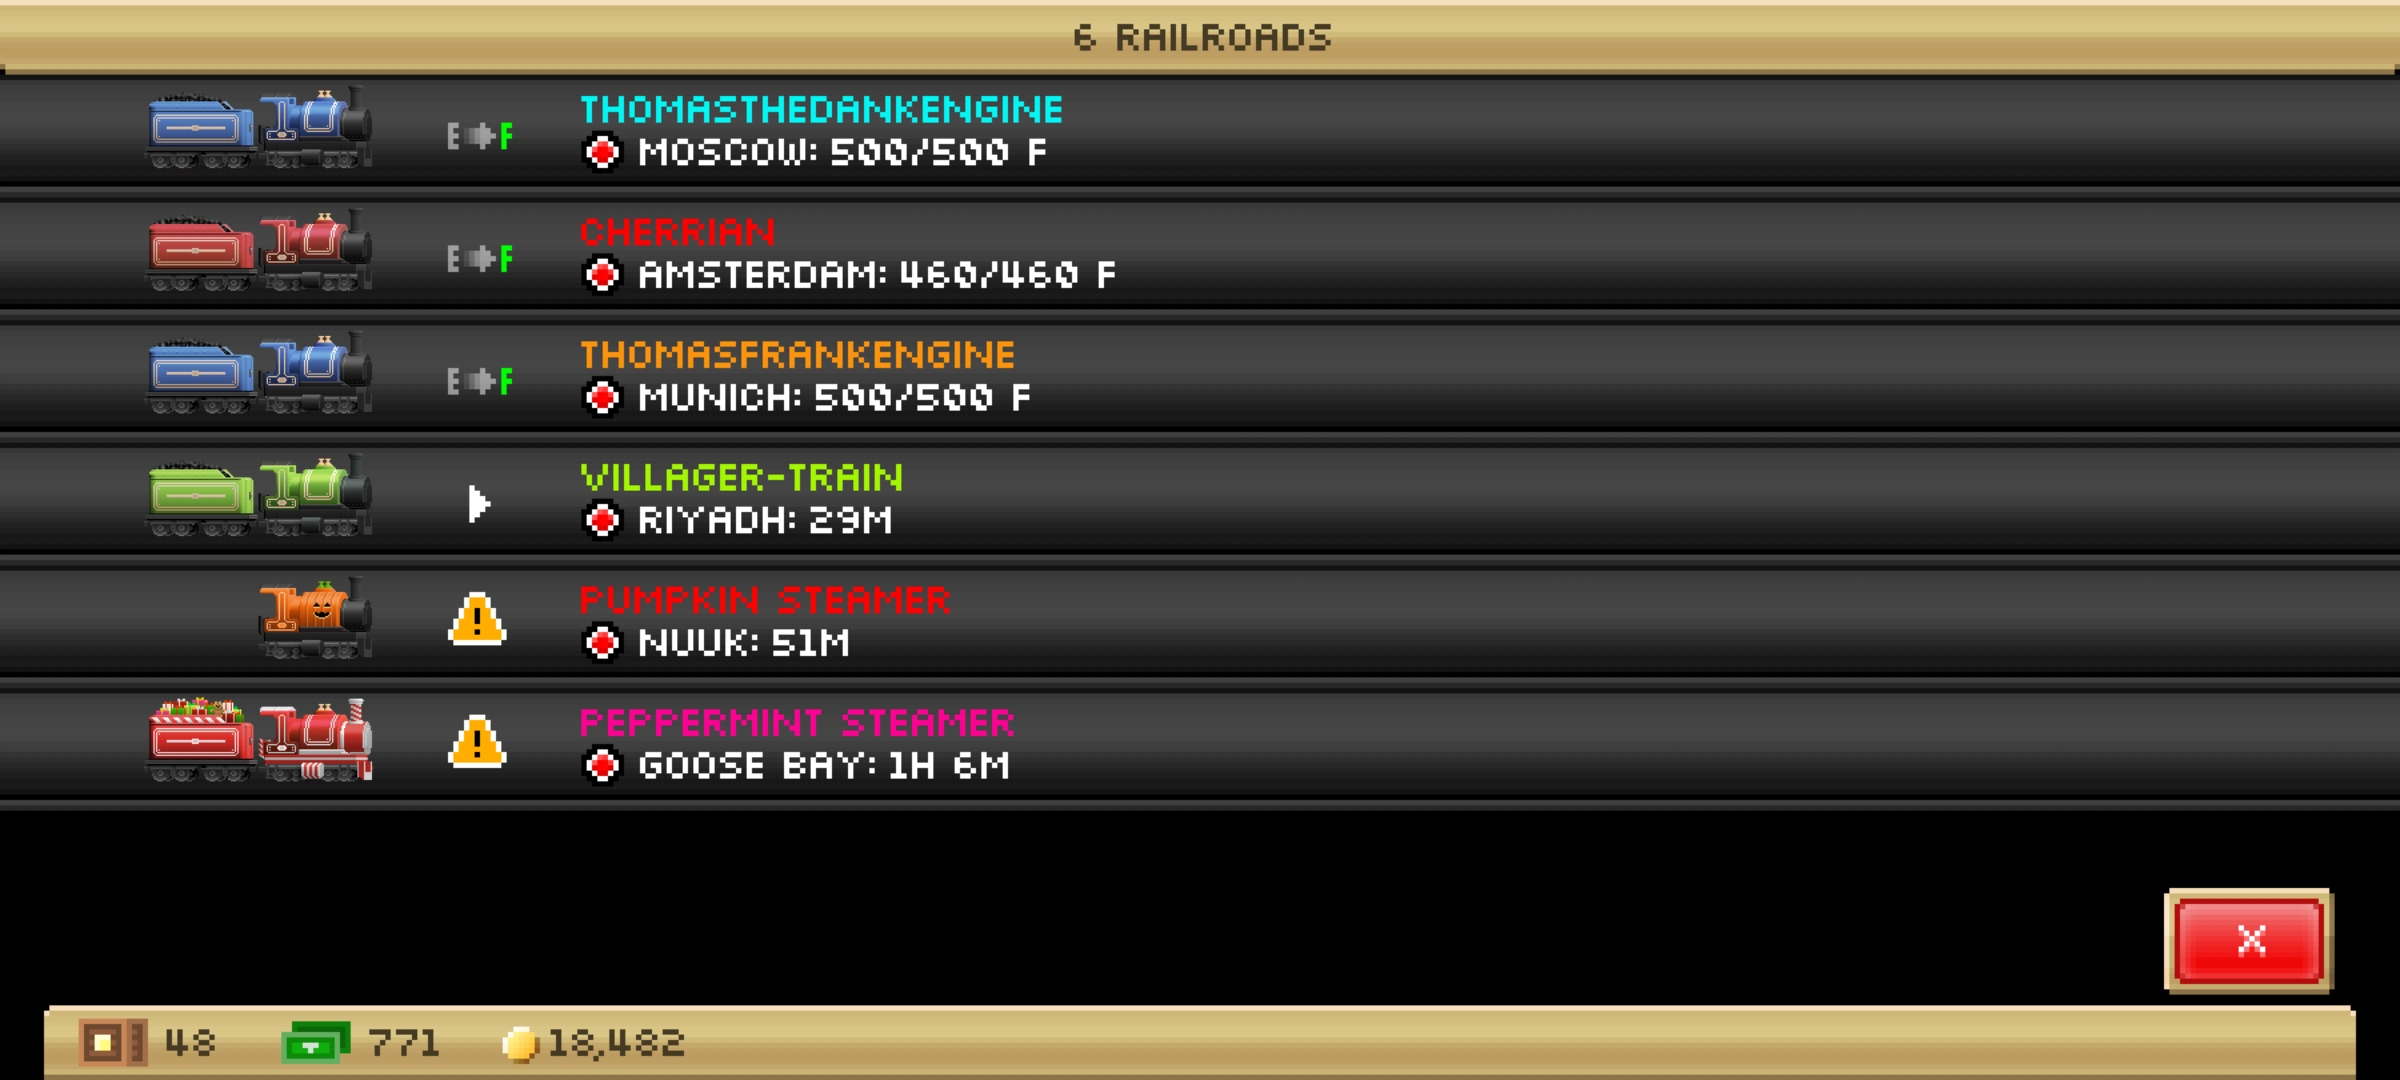 6 RAILROADS
E F
THOMASTHEDANKENGINE
MOSCOW: 500/500 F
E F
CHERRIAN
AMSTERDAM: 460/460 F
E F
THOMASFRANKENGINE
MUNICH: 500/500 F
VILLAGER-TRAIN
RIYADH: 29M
!
PUMPKIN STEAMER
NUUK: 51M
!
PEPPERMINT STEAMER
GOOSE BAY: 1H 6M
X
48 771 18,482